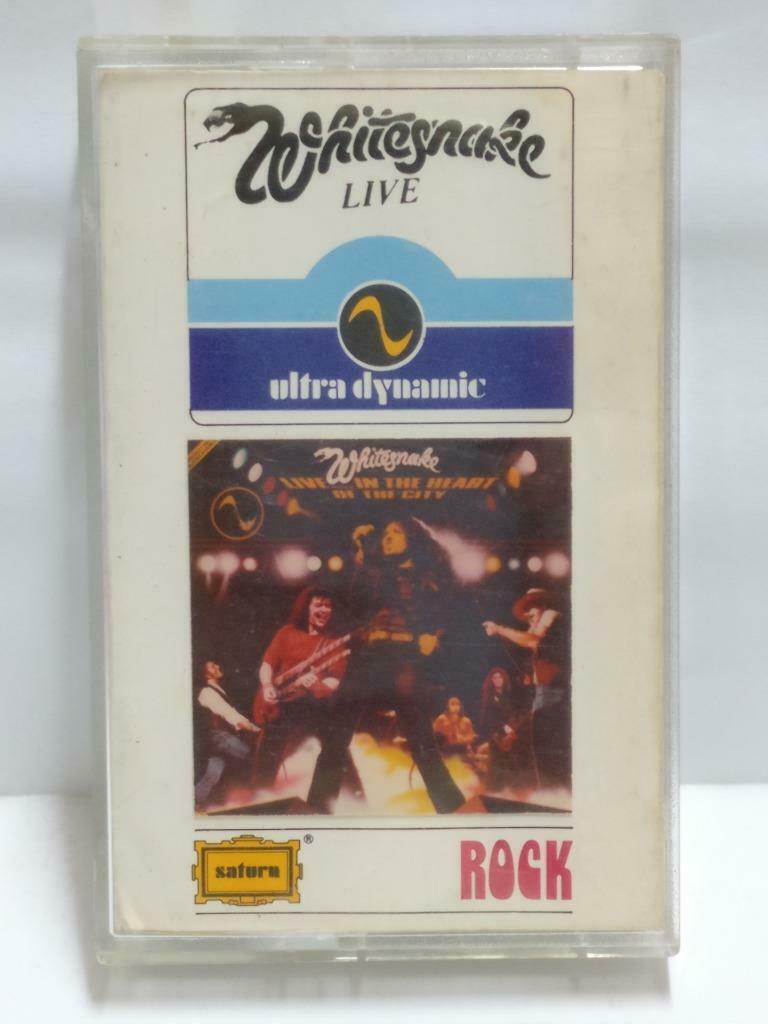 Whitesnake
LIVE
ultra dynamic
Whitesnake
LIVE... IN THE HEART
OF THE CITY
saturn ®
ROCK